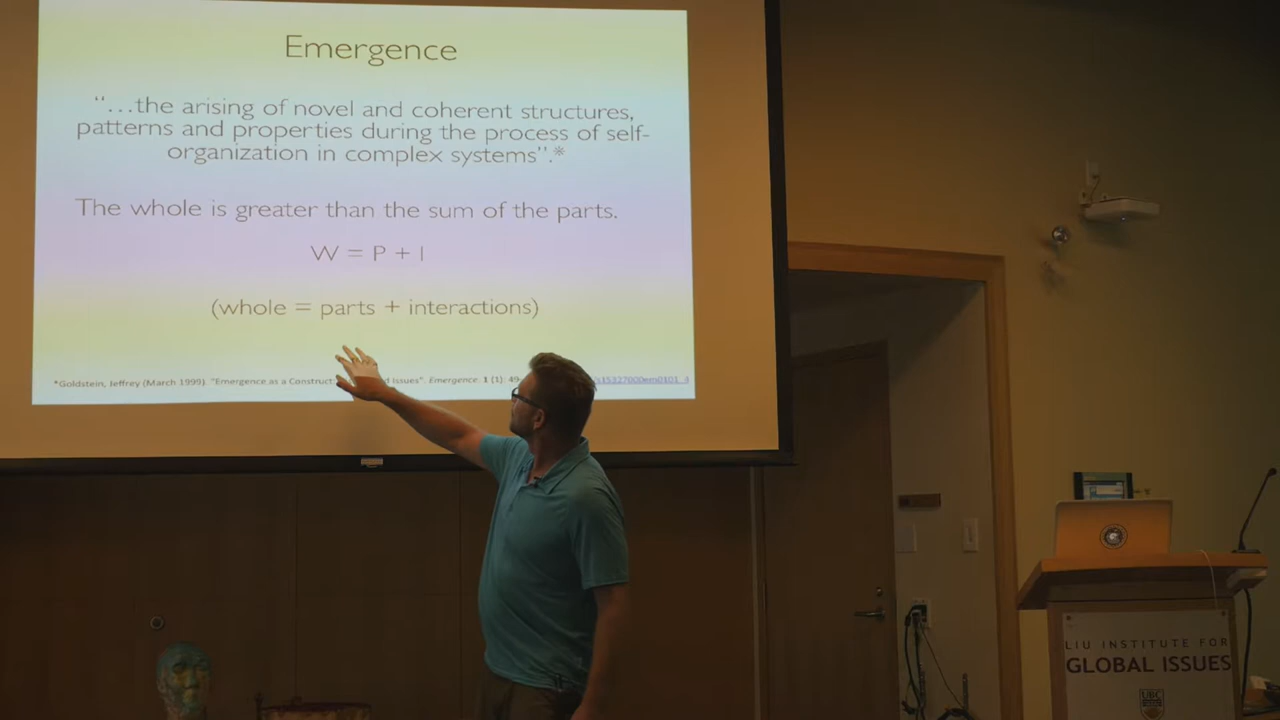 Emergence
"...the arising of novel and coherent structures,
patterns and properties during the process of self-
organization in complex systems".*
The whole is greater than the sum of the parts.
W = P + I
(whole = parts + interactions)
*Goldstein, Jeffrey (March 1999). "Emergence as a Construct: Issues". Emergence. 1 (1): 49
LIU INSTITUTE FOR
GLOBAL ISSUES
UBC